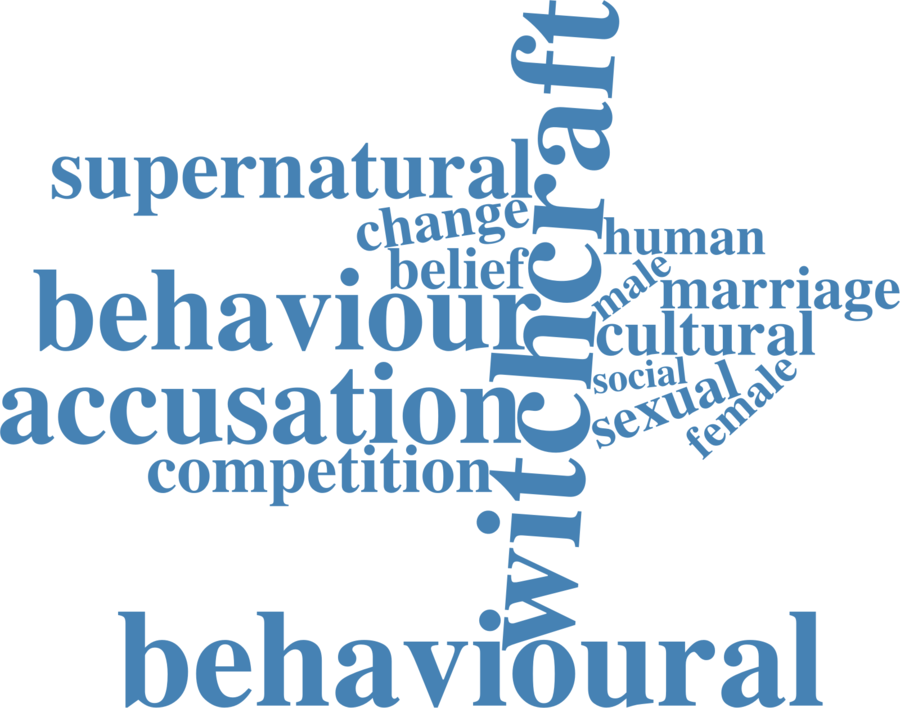 witchcraft
supernatural
change
human
belief
male
behaviour
marriage
cultural
accusation
social
sexual
female
competition
behavioural